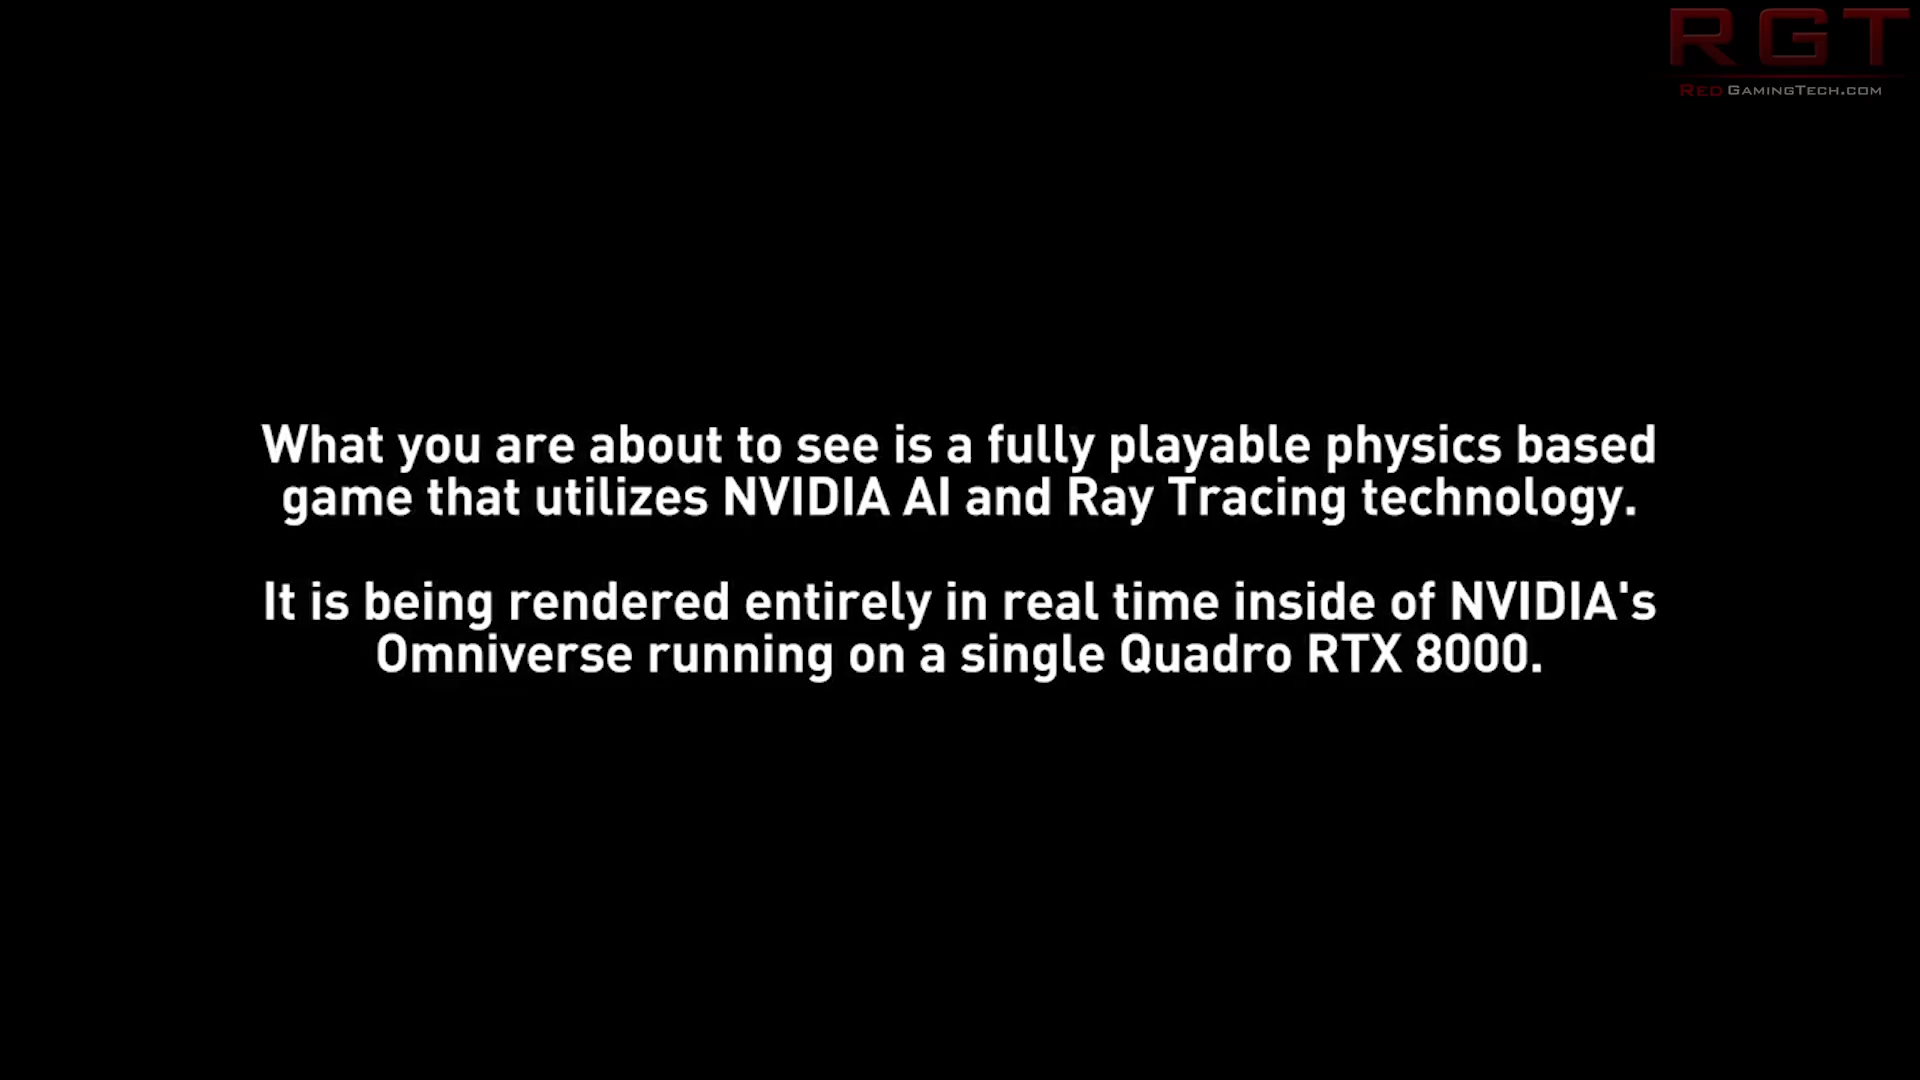 RGT
RedGamingTech.com
What you are about to see is a fully playable physics based
game that utilizes NVIDIA AI and Ray Tracing technology.
It is being rendered entirely in real time inside of NVIDIA's
Omniverse running on a single Quadro RTX 8000.